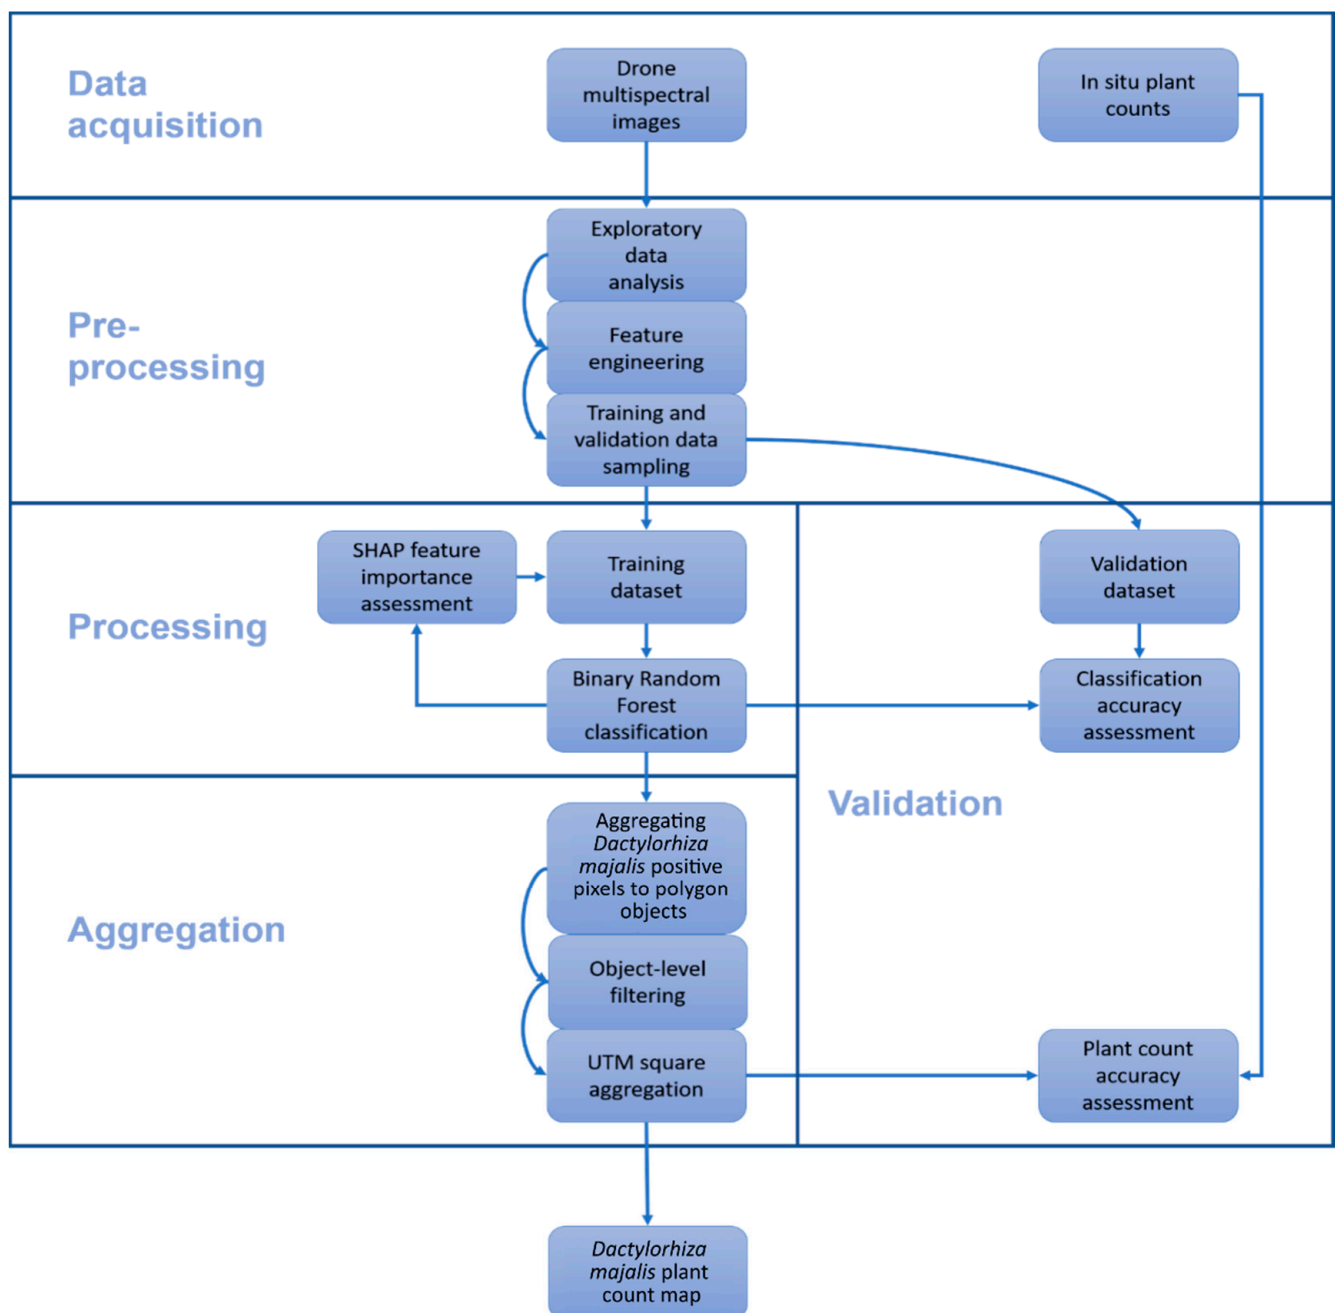 Data
acquisition
Drone
multispectral
images
In situ plant
counts
Pre-
processing
Exploratory
data
analysis
Feature
engineering
Training and
validation data
sampling
Processing
SHAP feature
importance
assessment
Training
dataset
Binary Random
Forest
classification
Validation
dataset
Classification
accuracy
assessment
Validation
Aggregation
Aggregating
Dactylorhiza
majalis positive
pixels to polygon
objects
Object-level
filtering
UTM square
aggregation
Plant count
accuracy
assessment
Dactylorhiza
majalis plant
count map